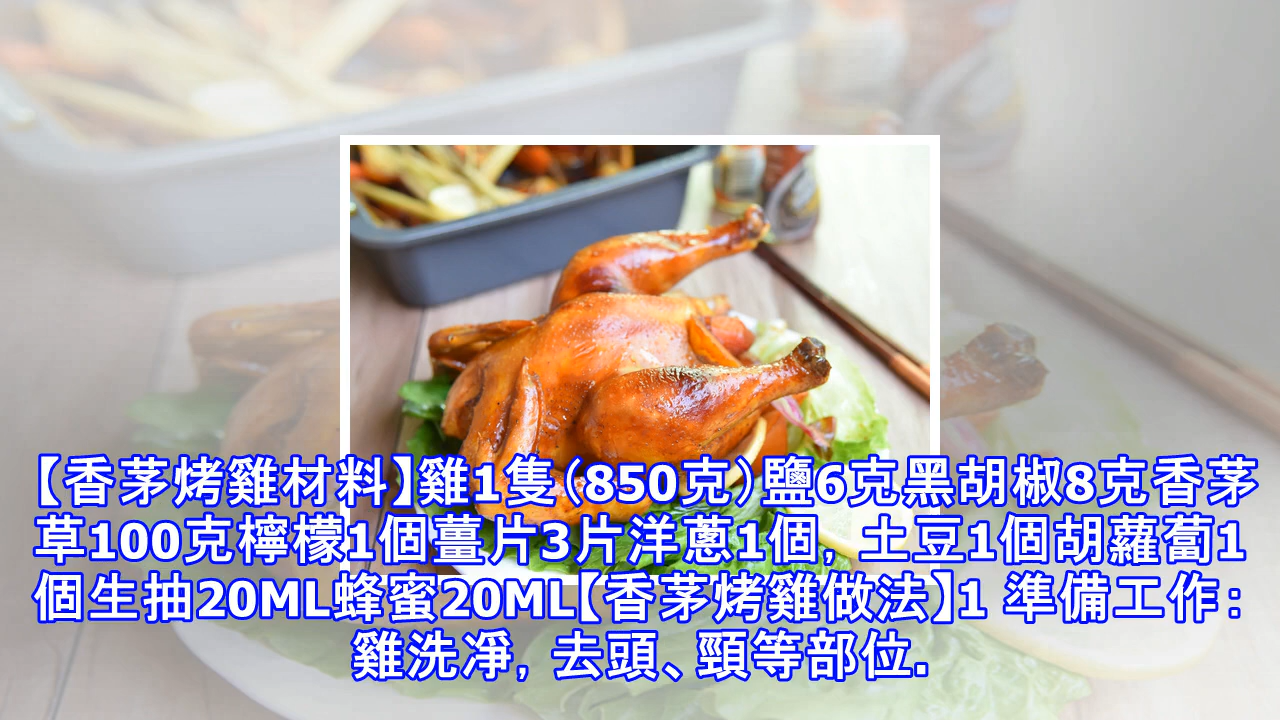 【香茅烤雞材料】雞1隻(850克)鹽6克黑胡椒8克香茅
草100克檸檬1個薑片3片洋蔥1個, 土豆1個胡蘿蔔1
個生抽20ML蜂蜜20ML【香茅烤雞做法】1 準備工作:
雞洗凈, 去頭、頸等部位.